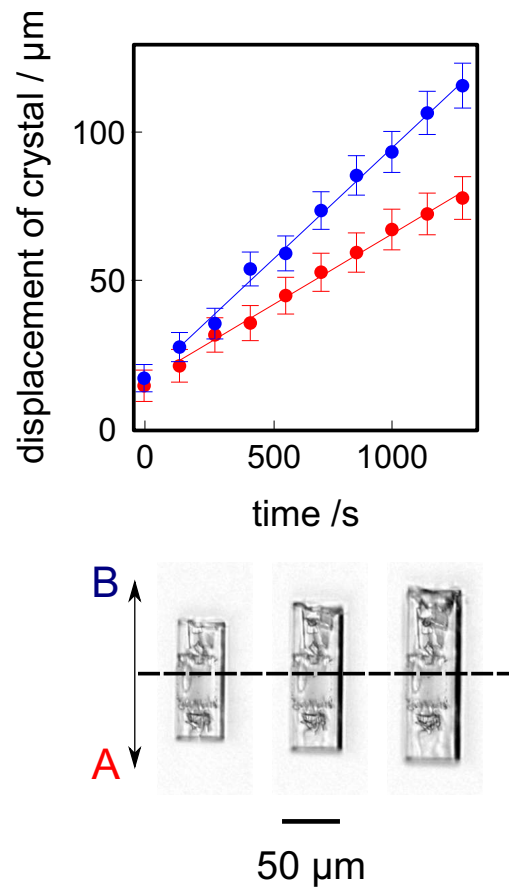 displacement of crystal / μm
100
50
0
0
500
1000
time /s
B
A
50 μm